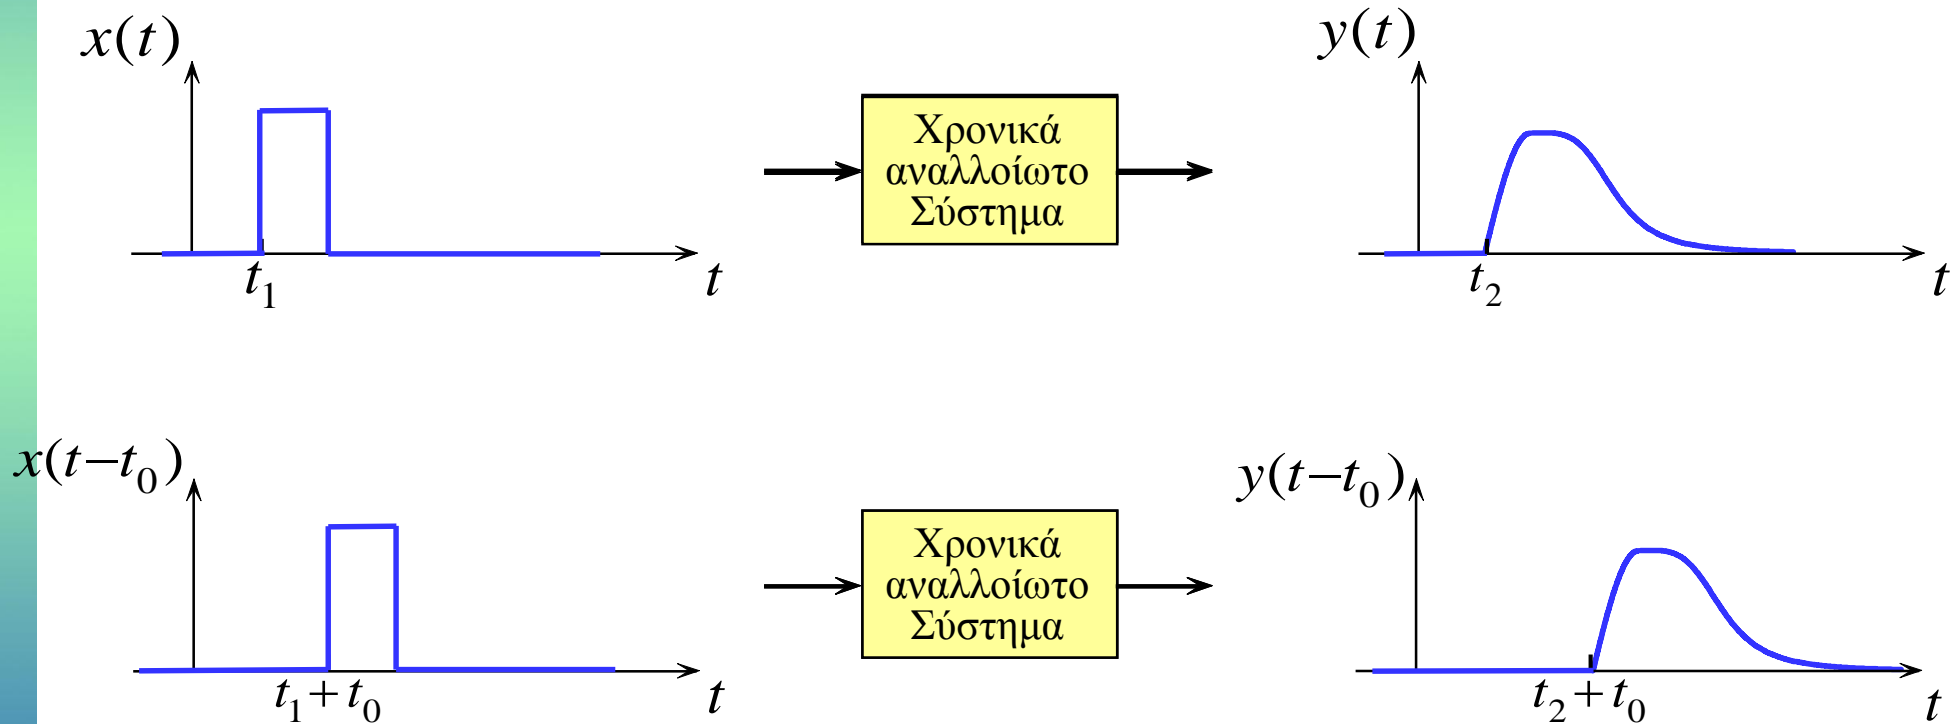 x(t)
y(t)
Χρονικά
αναλλοίωτο
Σύστημα
t₁
t
t₂
t
x(t−t₀)
y(t−t₀)
Χρονικά
αναλλοίωτο
Σύστημα
t₁+t₀
t
t₂+t₀
t